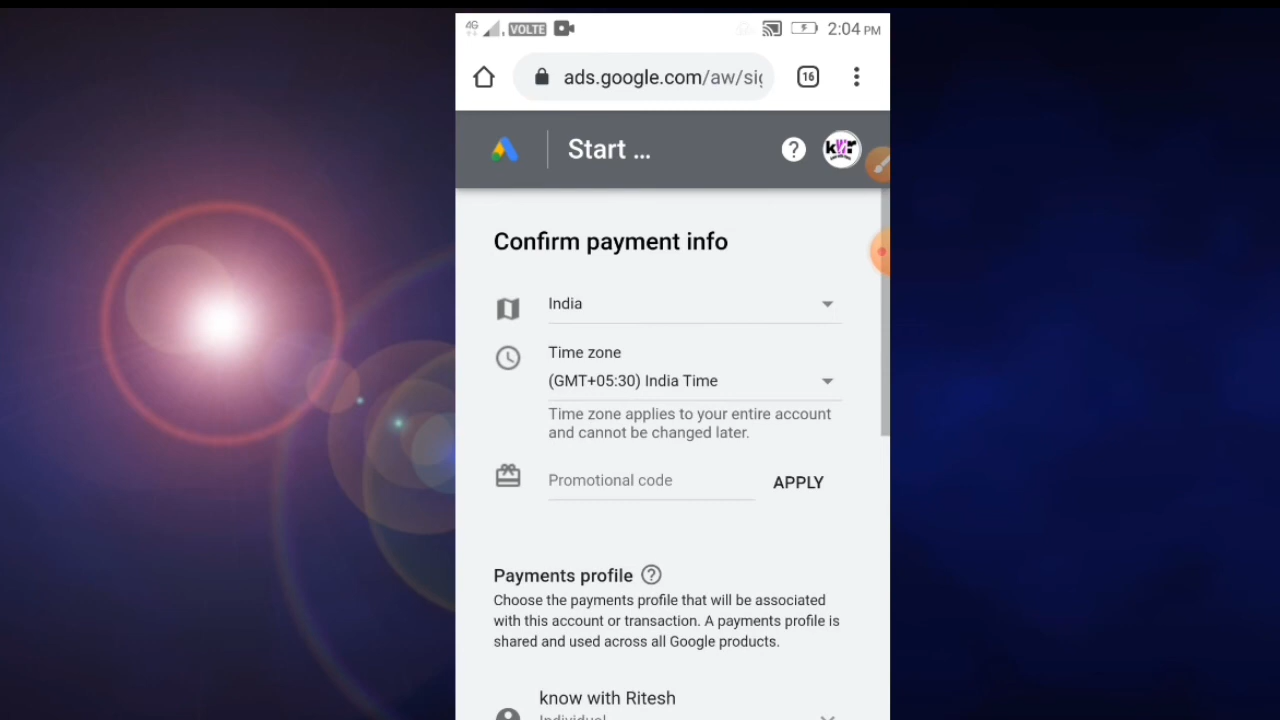 4G VOLTE 2:04 PM
ads.google.com/aw/sig 16
Start ...
Confirm payment info
India
Time zone
(GMT+05:30) India Time
Time zone applies to your entire account
and cannot be changed later.
Promotional code APPLY
Payments profile
Choose the payments profile that will be associated
with this account or transaction. A payments profile is
shared and used across all Google products.
know with Ritesh
Individual